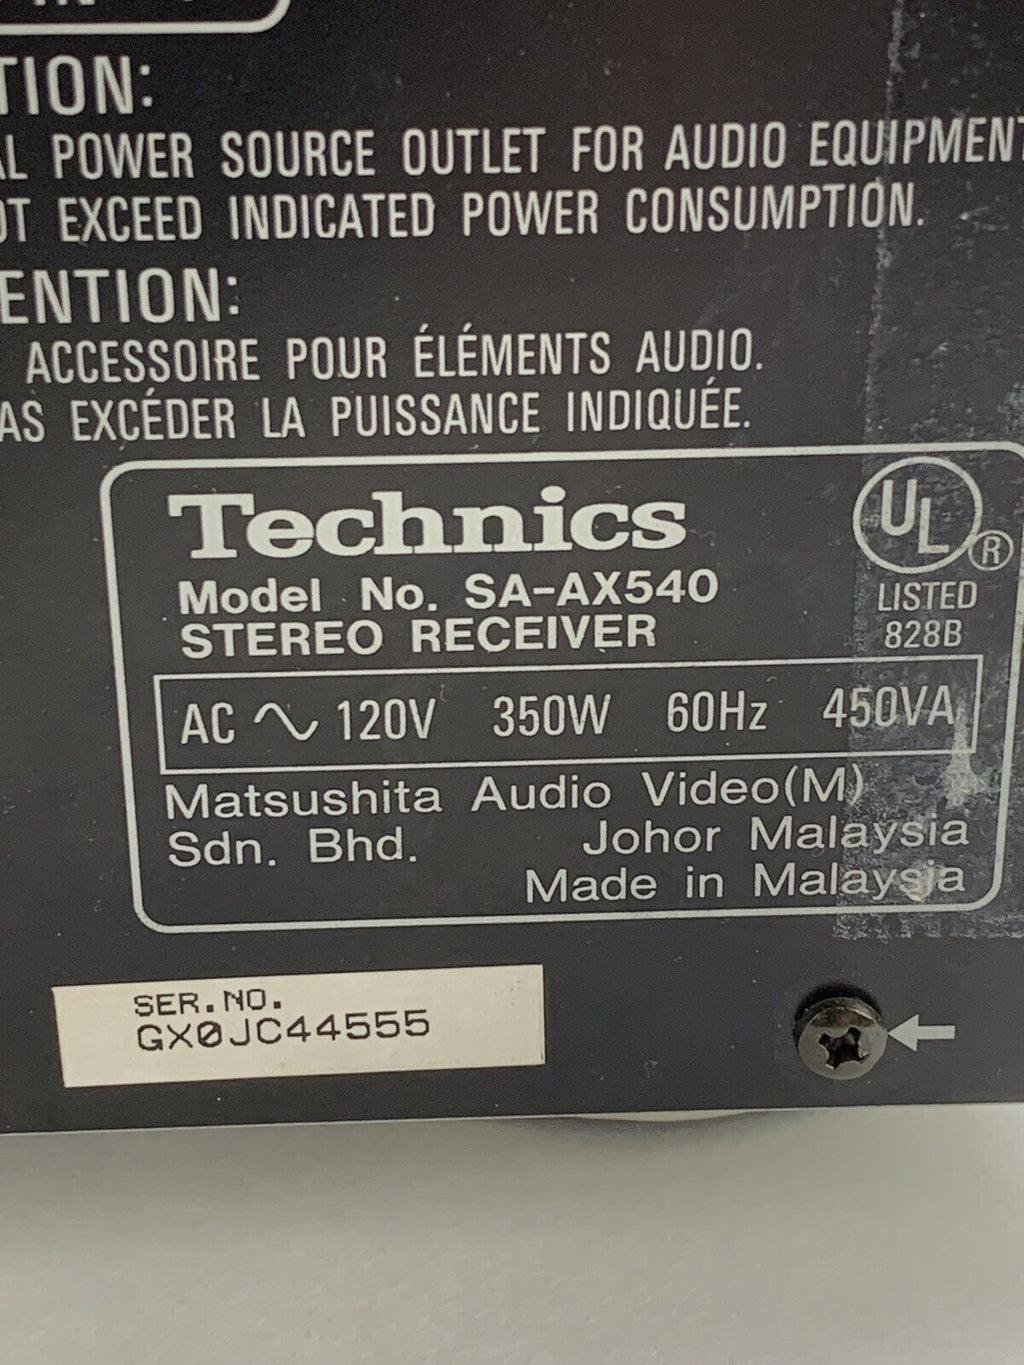 TION:
AL POWER SOURCE OUTLET FOR AUDIO EQUIPMENT
OT EXCEED INDICATED POWER CONSUMPTION.
ENTION:
ACCESSOIRE POUR ÉLÉMENTS AUDIO.
AS EXCÉDER LA PUISSANCE INDIQUÉE.
Technics
Model No. SA-AX540
STEREO RECEIVER
UL ®
LISTED
828B
AC ∿ 120V 350W 60Hz 450VA
Matsushita Audio Video(M)
Sdn. Bhd. Johor Malaysia
Made in Malaysia
SER.NO.
GX0JC44555